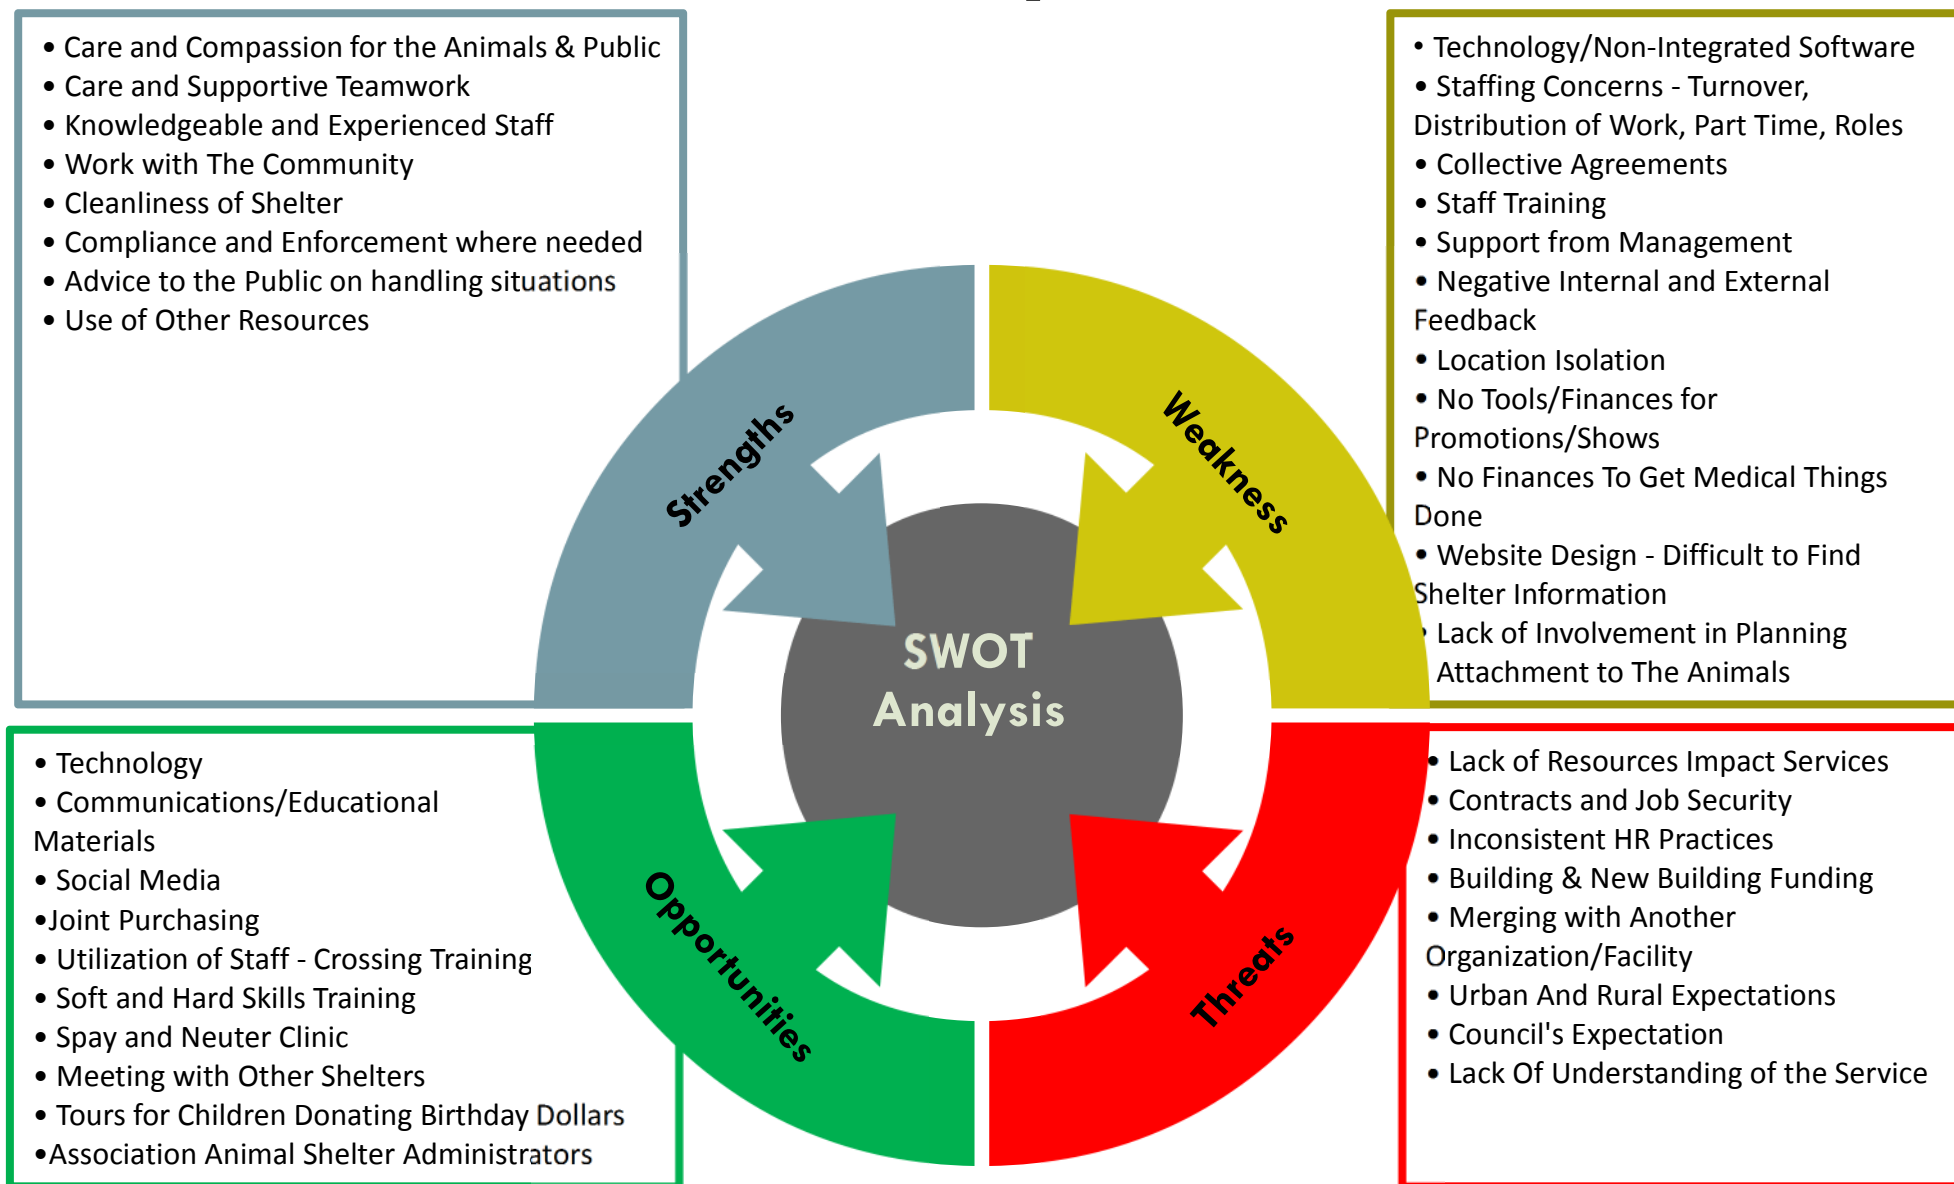 • Care and Compassion for the Animals & Public
• Care and Supportive Teamwork
• Knowledgeable and Experienced Staff
• Work with The Community
• Cleanliness of Shelter
• Compliance and Enforcement where needed
• Advice to the Public on handling situations
• Use of Other Resources
• Technology/Non-Integrated Software
• Staffing Concerns - Turnover,
Distribution of Work, Part Time, Roles
• Collective Agreements
• Staff Training
• Support from Management
• Negative Internal and External
Feedback
• Location Isolation
• No Tools/Finances for
Promotions/Shows
• No Finances To Get Medical Things
Done
• Website Design - Difficult to Find
Shelter Information
• Lack of Involvement in Planning
Attachment to The Animals
Strengths
Weakness
SWOT
Analysis
Opportunities
Threats
• Technology
• Communications/Educational
Materials
• Social Media
•Joint Purchasing
• Utilization of Staff - Crossing Training
• Soft and Hard Skills Training
• Spay and Neuter Clinic
• Meeting with Other Shelters
• Tours for Children Donating Birthday Dollars
•Association Animal Shelter Administrators
• Lack of Resources Impact Services
• Contracts and Job Security
• Inconsistent HR Practices
• Building & New Building Funding
• Merging with Another
Organization/Facility
• Urban And Rural Expectations
• Council's Expectation
• Lack Of Understanding of the Service